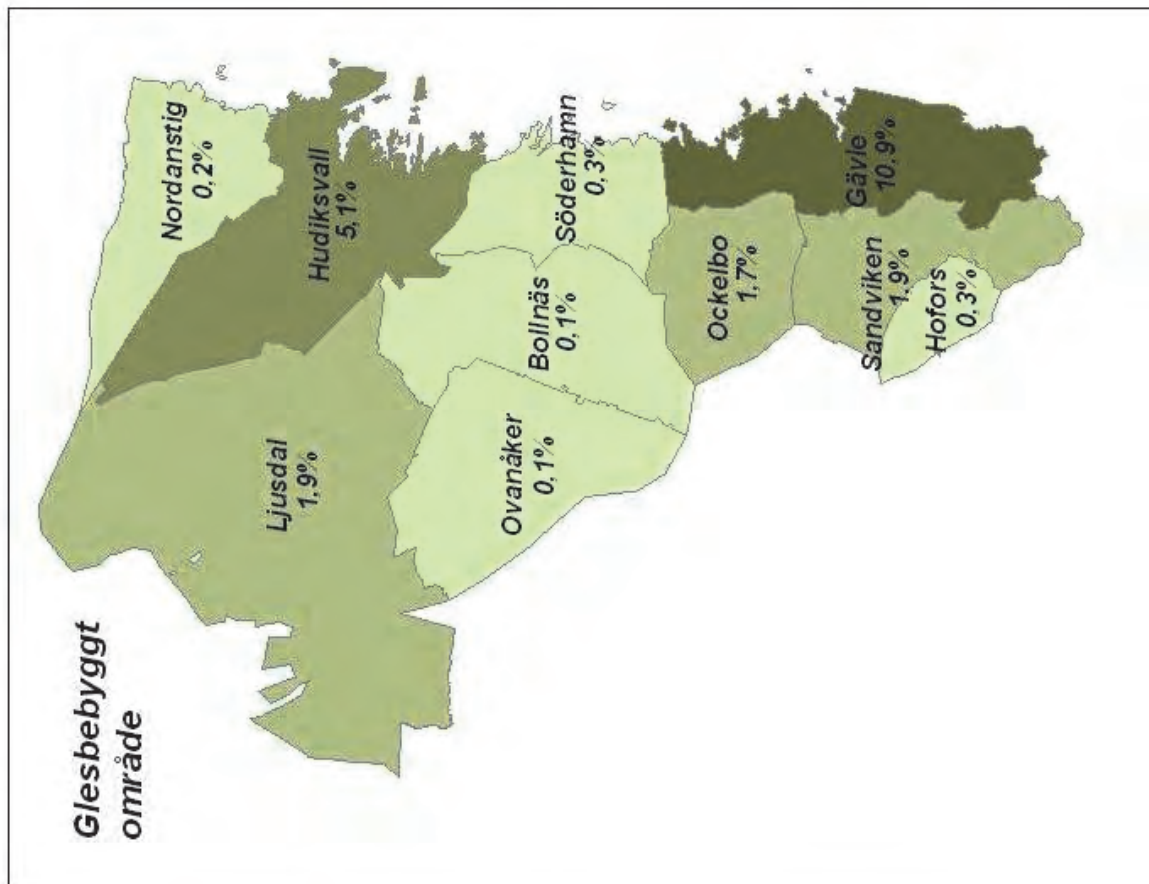 Glesbebyggt
område
Nordanstig
0,2%
Hudiksvall
5,1%
Ljusdal
1,9%
Söderhamn
0,3%
Bollnäs
0,1%
Ovanåker
0,1%
Ockelbo
1,7%
Gävle
10,9%
Sandviken
1,9%
Hofors
0,3%